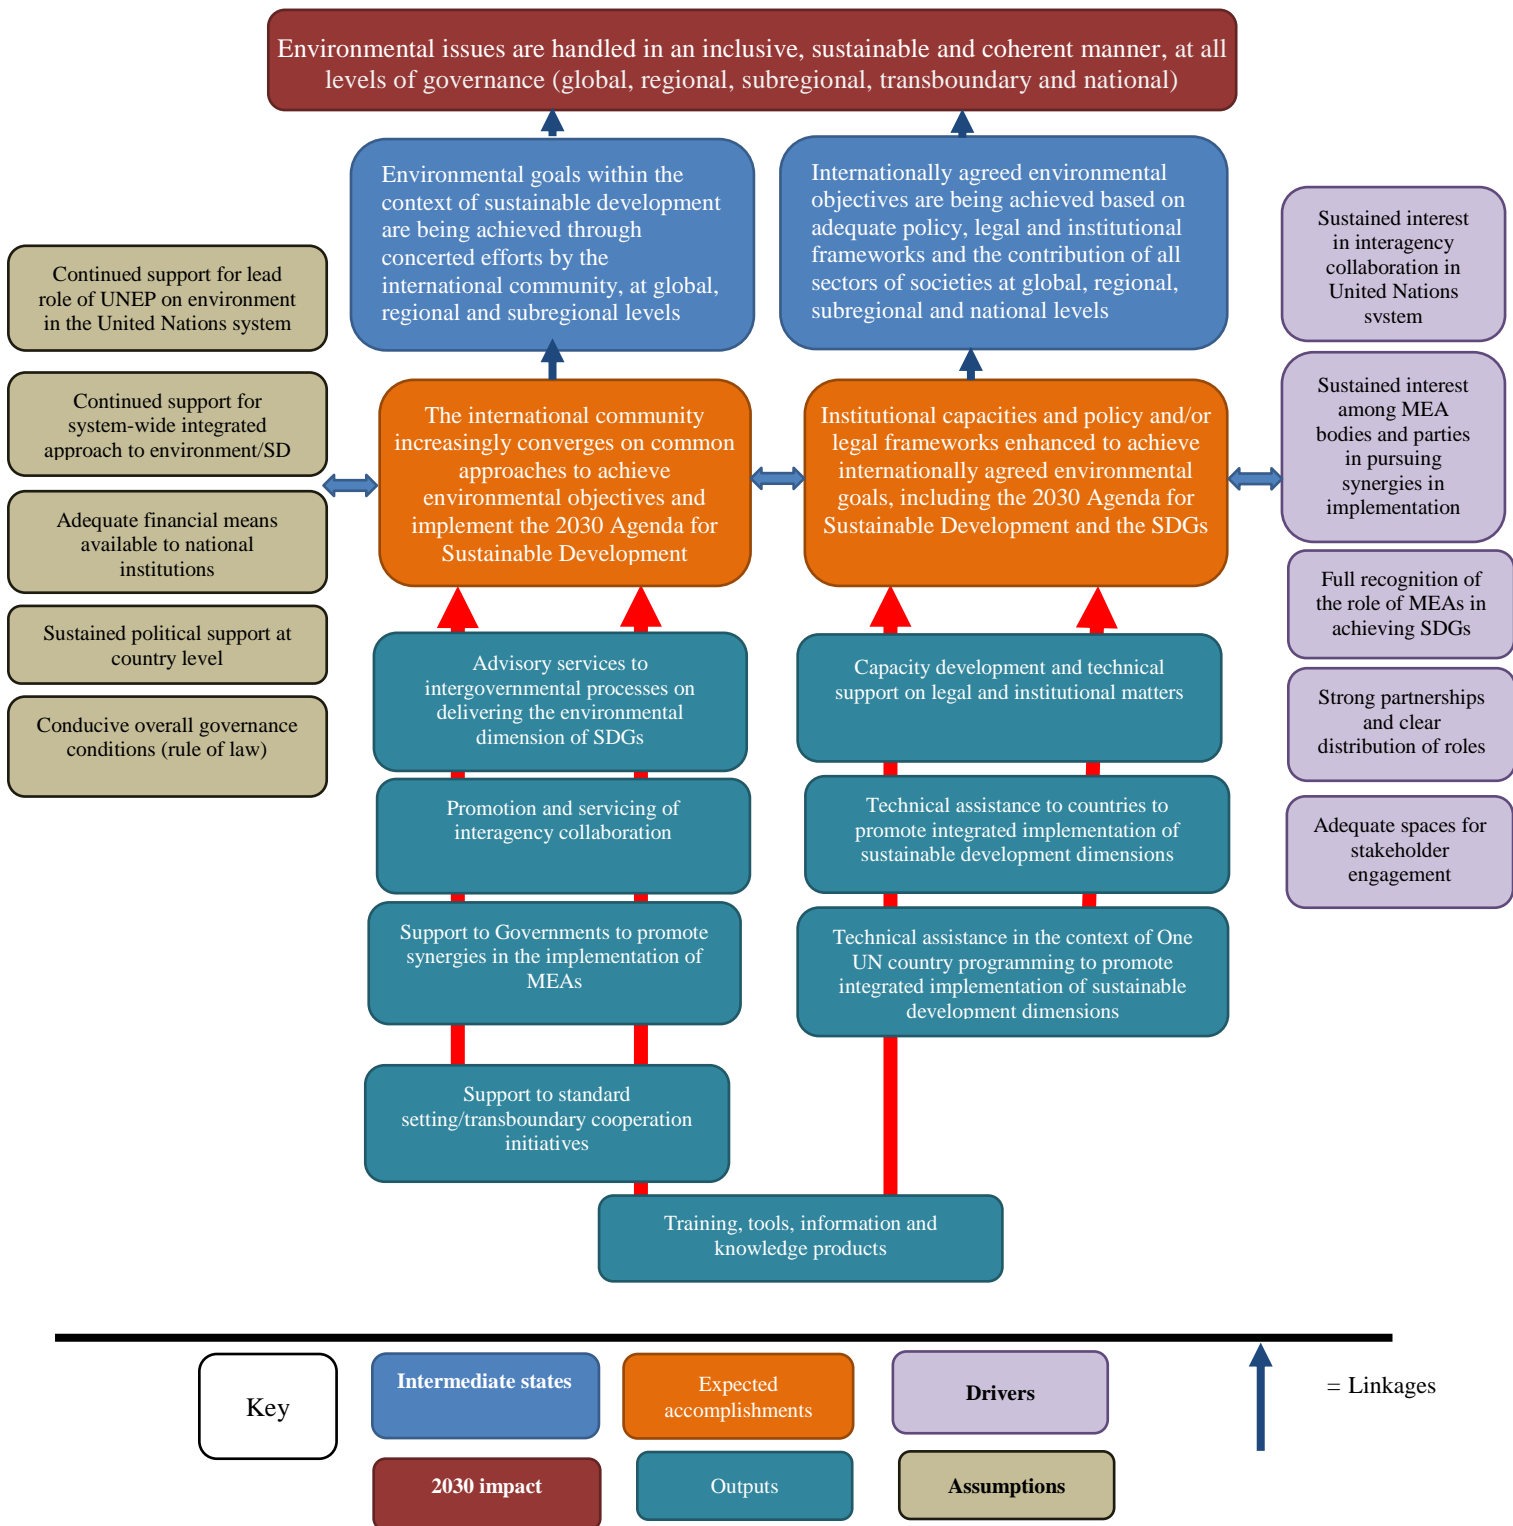 Environmental issues are handled in an inclusive, sustainable and coherent manner, at all
levels of governance (global, regional, subregional, transboundary and national)
Environmental goals within the
context of sustainable development
are being achieved through
concerted efforts by the
international community, at global,
regional and subregional levels
Internationally agreed environmental
objectives are being achieved based on
adequate policy, legal and institutional
frameworks and the contribution of all
sectors of societies at global, regional,
subregional and national levels
Continued support for lead
role of UNEP on environment
in the United Nations system
Continued support for
system-wide integrated
approach to environment/SD
Adequate financial means
available to national
institutions
Sustained political support at
country level
Conducive overall governance
conditions (rule of law)
The international community
increasingly converges on common
approaches to achieve
environmental objectives and
implement the 2030 Agenda for
Sustainable Development
Institutional capacities and policy and/or
legal frameworks enhanced to achieve
internationally agreed environmental
goals, including the 2030 Agenda for
Sustainable Development and the SDGs
Sustained interest
in interagency
collaboration in
United Nations
system
Sustained interest
among MEA
bodies and parties
in pursuing
synergies in
implementation
Full recognition of
the role of MEAs in
achieving SDGs
Strong partnerships
and clear
distribution of roles
Adequate spaces for
stakeholder
engagement
Advisory services to
intergovernmental processes on
delivering the environmental
dimension of SDGs
Promotion and servicing of
interagency collaboration
Support to Governments to promote
synergies in the implementation of
MEAs
Support to standard
setting/transboundary cooperation
initiatives
Capacity development and technical
support on legal and institutional matters
Technical assistance to countries to
promote integrated implementation of
sustainable development dimensions
Technical assistance in the context of One
UN country programming to promote
integrated implementation of sustainable
development dimensions
Training, tools, information and
knowledge products
Key
Intermediate states
Expected
accomplishments
Drivers
= Linkages
2030 impact
Outputs
Assumptions